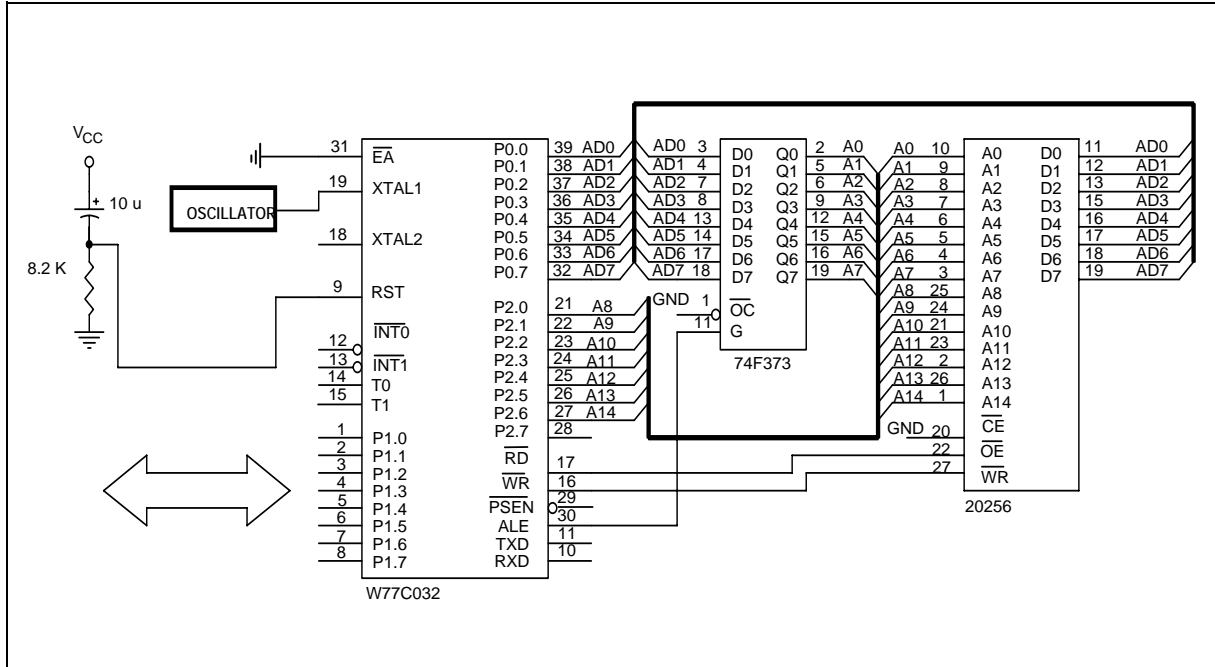 VCC
10 u
8.2 K
OSCILLATOR
31 EA
19 XTAL1
18 XTAL2
9 RST
12 INT0
13 INT1
14 T0
15 T1
1 P1.0
2 P1.1
3 P1.2
4 P1.3
5 P1.4
6 P1.5
7 P1.6
8 P1.7
P0.0 39 AD0
P0.1 38 AD1
P0.2 37 AD2
P0.3 36 AD3
P0.4 35 AD4
P0.5 34 AD5
P0.6 33 AD6
P0.7 32 AD7
P2.0 21 A8
P2.1 22 A9
P2.2 23 A10
P2.3 24 A11
P2.4 25 A12
P2.5 26 A13
P2.6 27 A14
P2.7 28
RD 17
WR 16
PSEN 29
ALE 30
TXD 11
RXD 10
W77C032
AD0 3 D0 Q0 2 A0
AD1 4 D1 Q1 5 A1
AD2 7 D2 Q2 6 A2
AD3 8 D3 Q3 9 A3
AD4 13 D4 Q4 12 A4
AD5 14 D5 Q5 15 A5
AD6 17 D6 Q6 16 A6
AD7 18 D7 Q7 19 A7
GND 1 OC
11 G
74F373
A0 10 A0 D0 11 AD0
A1 9 A1 D1 12 AD1
A2 8 A2 D2 13 AD2
A3 7 A3 D3 15 AD3
A4 6 A4 D4 16 AD4
A5 5 A5 D5 17 AD5
A6 4 A6 D6 18 AD6
A7 3 A7 D7 19 AD7
A8 25 A8
A9 24 A9
A10 21 A10
A11 23 A11
A12 2 A12
A13 26 A13
A14 1 A14
GND 20 CE
22 OE
27 WR
20256